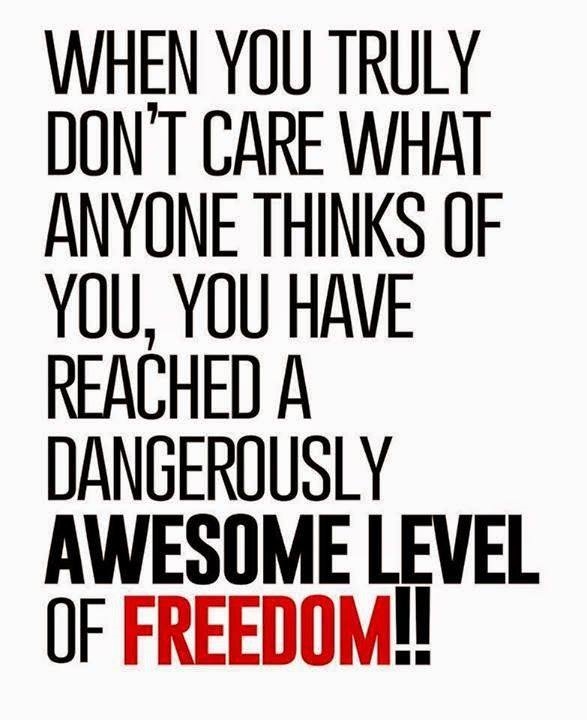 WHEN YOU TRULY
DON'T CARE WHAT
ANYONE THINKS OF
YOU, YOU HAVE
REACHED A
DANGEROUSLY
AWESOME LEVEL
OF FREEDOM!!